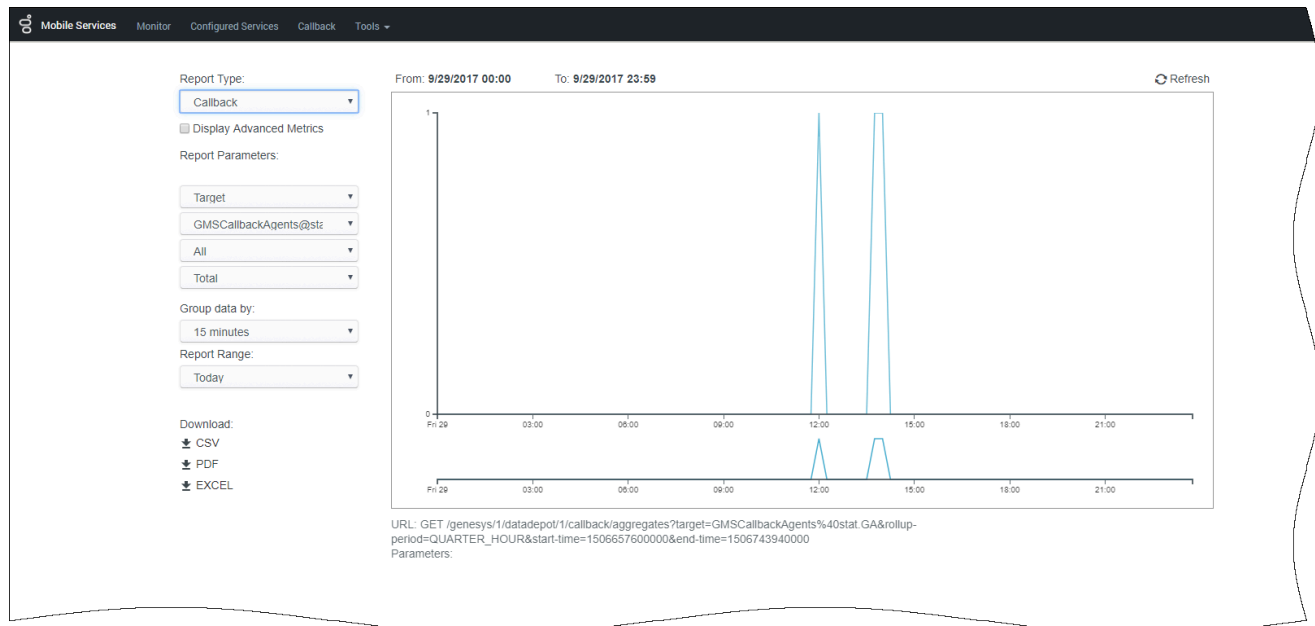 Mobile Services Monitor Configured Services Callback Tools
Report Type:
Callback
Display Advanced Metrics
Report Parameters:
Target
GMSCallbackAgents@sta
All
Total
Group data by:
15 minutes
Report Range:
Today
Download:
CSV
PDF
EXCEL
From: 9/29/2017 00:00 To: 9/29/2017 23:59 Refresh
1
0
Fri 29 03:00 06:00 09:00 12:00 15:00 18:00 21:00
Fri 29 03:00 06:00 09:00 12:00 15:00 18:00 21:00
URL: GET /genesys/1/datadepot/1/callback/aggregates?target=GMSCallbackAgents%40stat.GA&rollup-
period=QUARTER_HOUR&start-time=1506657600000&end-time=1506743940000
Parameters: